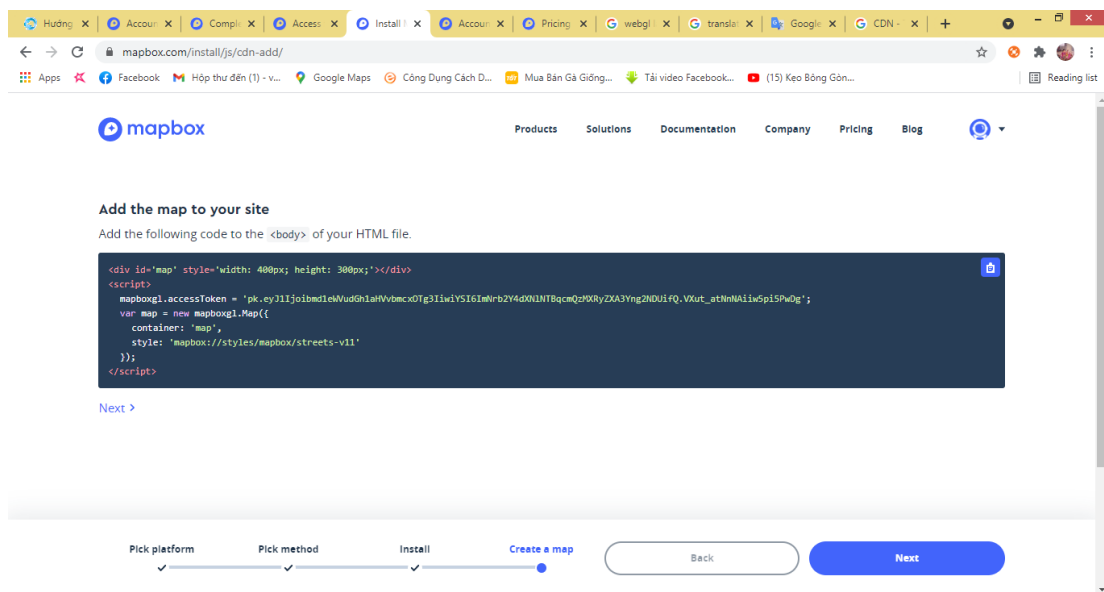 Hướng
Accoun
Comple
Access
Install
Accoun
Pricing
webgl
translat
Google
CDN -
mapbox.com/install/js/cdn-add/
Apps
Facebook
Hộp thư đến (1) - v...
Google Maps
Công Dụng Cách D...
Mua Bán Gà Giống...
Tải video Facebook...
(15) Kẹo Bông Gòn...
Reading list
mapbox
Products Solutions Documentation Company Pricing Blog
Add the map to your site
Add the following code to the <body> of your HTML file.
<div id='map' style='width: 400px; height: 300px;'></div>
<script>
mapboxgl.accessToken =
var map = new mapboxgl.Map({
container: 'map',
style: 'mapbox://styles/mapbox/streets-v11'
});
</script>
Next >
Pick platform Pick method Install Create a map
Back
Next